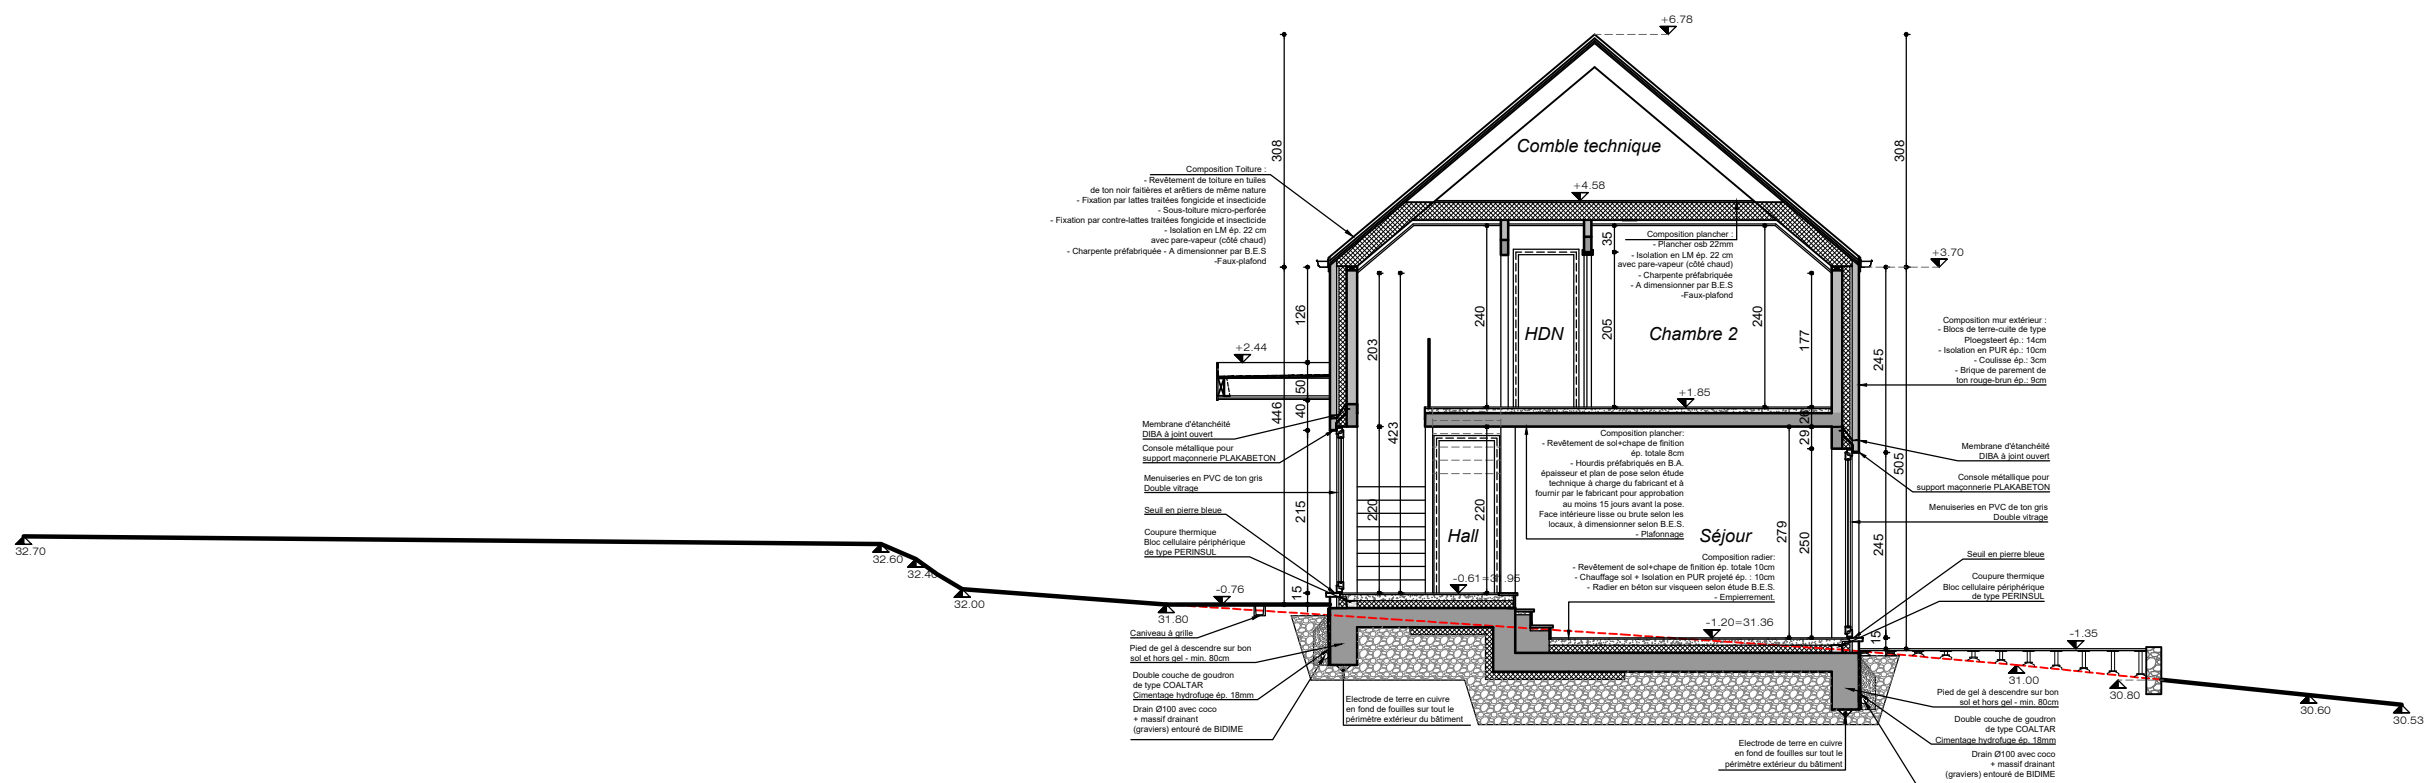 +6.78
308
308
Comble technique
Composition Toiture :
- Revêtement de toiture en tuiles
de ton noir faitières et arêtiers de même nature
- Fixation par lattes traitées fongicide et insecticide
- Sous-toiture micro-perforée
- Fixation par contre-lattes traitées fongicide et insecticide
- Isolation en LM ép. 22 cm
avec pare-vapeur (côté chaud)
- Charpente préfabriquée - A dimensionner par B.E.S
-Faux-plafond
+4.58
Composition plancher :
- Plancher osb 22mm
- Isolation en LM ép. 22 cm
avec pare-vapeur (côté chaud)
- Charpente préfabriquée
- A dimensionner par B.E.S
-Faux-plafond
35
+3.70
126
203
240
HDN
205
Chambre 2
240
177
245
Composition mur extérieur :
- Blocs de terre-cuite de type
Ploegsteert ép.: 14cm
- Isolation en PUR ép.: 10cm
- Coulisse ép.: 3cm
- Brique de parement de
ton rouge-brun ép.: 9cm
+2.44
50
446
40
423
+1.85
26
29
505
Membrane d'étanchéité
DIBA à joint ouvert
Console métallique pour
support maçonnerie PLAKABETON
Menuiseries en PVC de ton gris
Double vitrage
Seuil en pierre bleue
Coupure thermique
Bloc cellulaire périphérique
de type PERINSUL
215
220
220
Hall
Composition plancher:
- Revêtement de sol+chape de finition
ép. totale 8cm
- Hourdis préfabriqués en B.A.
épaisseur et plan de pose selon étude
technique à charge du fabricant et à
fournir par le fabricant pour approbation
au moins 15 jours avant la pose.
Face intérieure lisse ou brute selon les
locaux, à dimensionner selon B.E.S.
- Plafonnage
Séjour
279
250
245
Membrane d'étanchéité
DIBA à joint ouvert
Console métallique pour
support maçonnerie PLAKABETON
Menuiseries en PVC de ton gris
Double vitrage
Seuil en pierre bleue
Coupure thermique
Bloc cellulaire périphérique
de type PERINSUL
Composition radier:
- Revêtement de sol+chape de finition ép. totale 10cm
- Chauffage sol + Isolation en PUR projeté ép. : 10cm
- Radier en béton sur visqueen selon étude B.E.S.
- Empierrement
32.70
32.60
32.40
32.00
31.80
-0.76
15
-0.61=31.95
-1.20=31.36
15
-1.35
31.00
30.80
30.60
30.53
Caniveau à grille
Pied de gel à descendre sur bon
sol et hors gel - min. 80cm
Double couche de goudron
de type COALTAR
Cimentage hydrofuge ép. 18mm
Drain Ø100 avec coco
+ massif drainant
(graviers) entouré de BIDIME
Electrode de terre en cuivre
en fond de fouilles sur tout le
périmètre extérieur du bâtiment
Electrode de terre en cuivre
en fond de fouilles sur tout le
périmètre extérieur du bâtiment
Pied de gel à descendre sur bon
sol et hors gel - min. 80cm
Double couche de goudron
de type COALTAR
Cimentage hydrofuge ép. 18mm
Drain Ø100 avec coco
+ massif drainant
(graviers) entouré de BIDIME